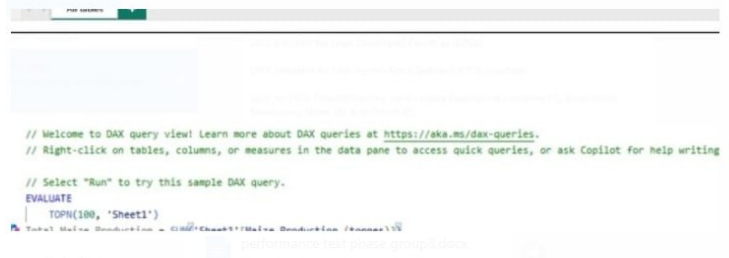 All tables
// Welcome to DAX query view! Learn more about DAX queries at https://aka.ms/dax-queries.
// Right-click on tables, columns, or measures in the data pane to access quick queries, or ask Copilot for help writing
// Select "Run" to try this sample DAX query.
EVALUATE
TOPN(100, 'Sheet1')
Total Maize Production = SUM('Sheet1'[Maize Production (tonnes)])
performance test phase group3.docx